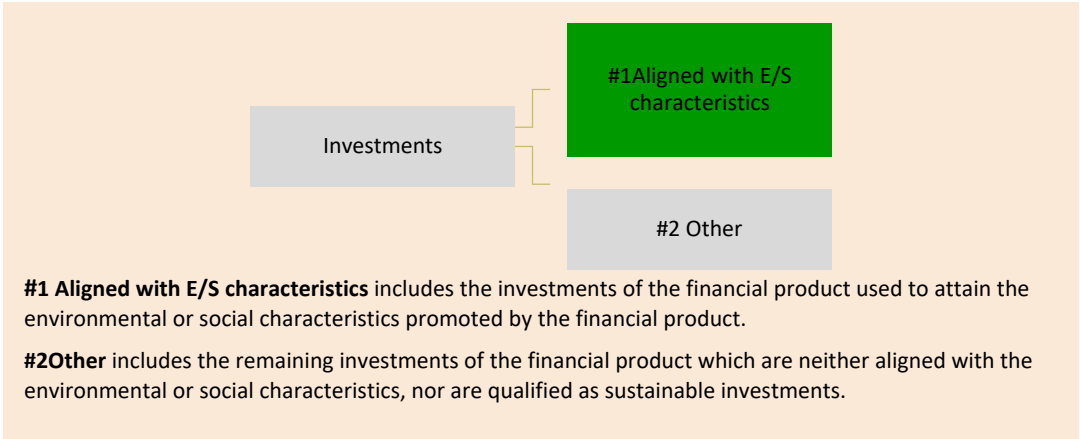 #1Aligned with E/S
characteristics
Investments
#2 Other
#1 Aligned with E/S characteristics includes the investments of the financial product used to attain the
environmental or social characteristics promoted by the financial product.
#2Other includes the remaining investments of the financial product which are neither aligned with the
environmental or social characteristics, nor are qualified as sustainable investments.